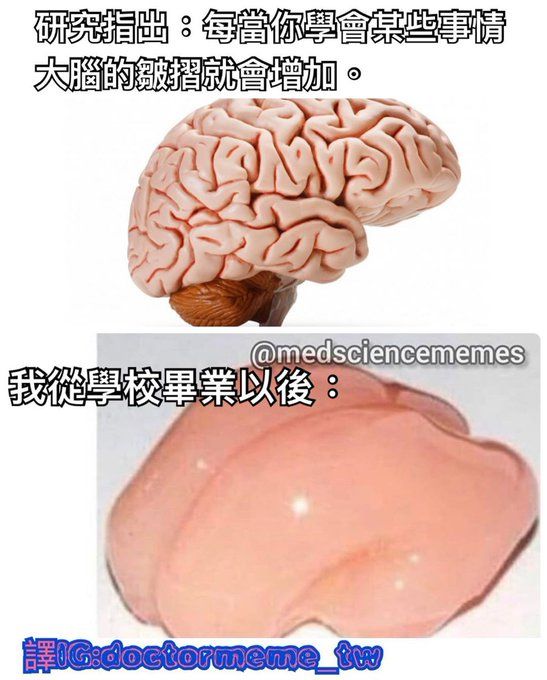 研究指出：每當你學會某些事情
大腦的皺摺就會增加。
@medsciencememes
我從學校畢業以後：
譯IG:doctormeme_tw